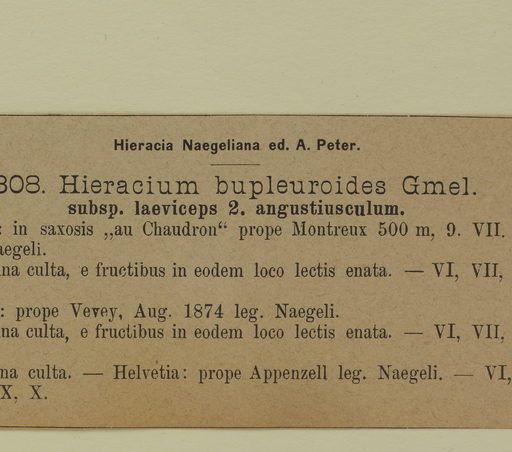 Hieracia Naegeliana ed. A. Peter.
308. Hieracium bupleuroides Gmel.
subsp. laeviceps 2. angustiusculum.
: in saxosis „au Chaudron“ prope Montreux 500 m, 9. VII.
aegeli.
na culta, e fructibus in eodem loco lectis enata. — VI, VII,
: prope Vevey, Aug. 1874 leg. Naegeli.
na culta, e fructibus in eodem loco lectis enata. — VI, VII,
na culta. — Helvetia: prope Appenzell leg. Naegeli. — VI,
X, X.